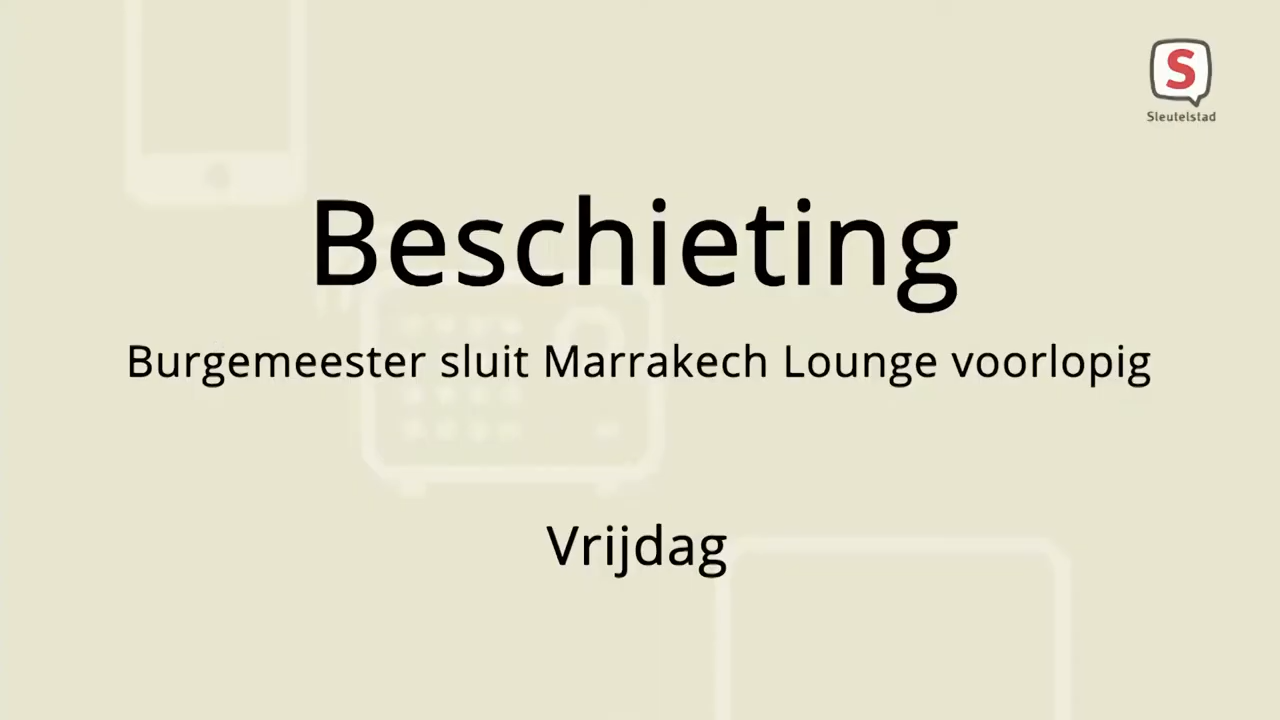 S
Sleutelstad
Beschieting
Burgemeester sluit Marrakech Lounge voorlopig
Vrijdag